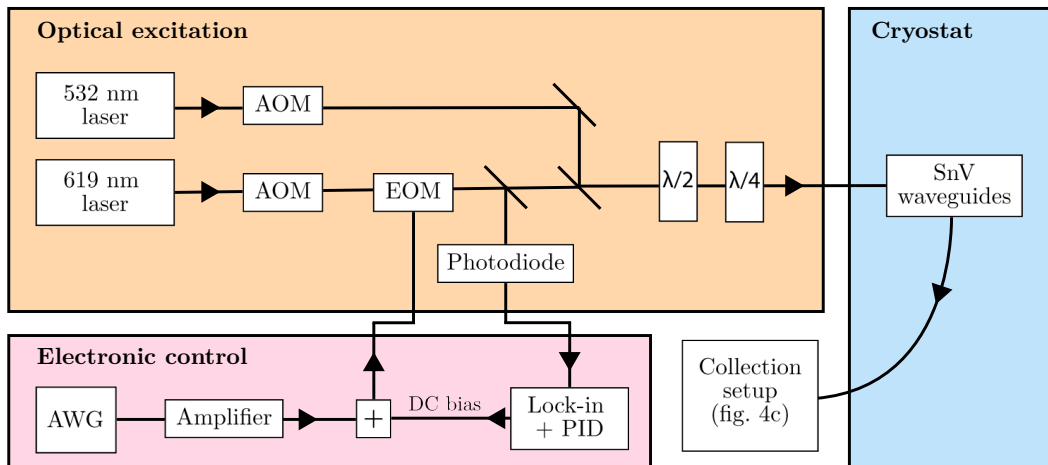 Optical excitation
532 nm
laser
AOM
619 nm
laser
AOM
EOM
Photodiode
λ/2
λ/4
Cryostat
SnV
waveguides
Electronic control
AWG
Amplifier
+
DC bias
Lock-in
+ PID
Collection
setup
(fig. 4c)